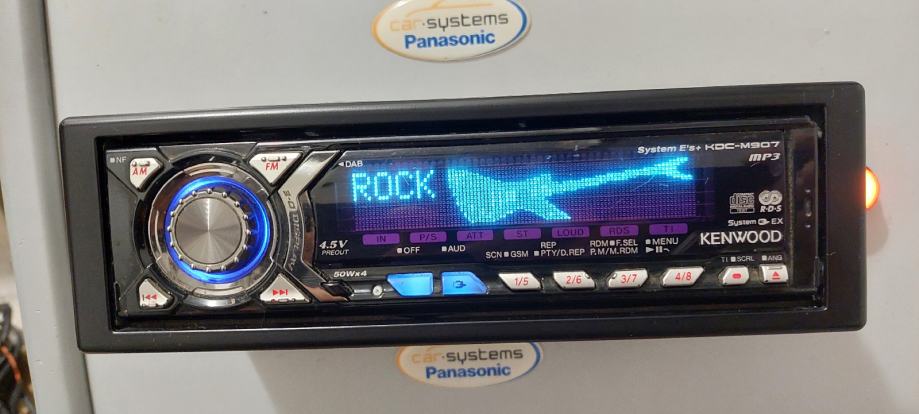 car·systems
Panasonic
System E's+ KDC-M907
MP3
NF
AM
FM
DAB
ROCK
COMPACT
disc
R·D·S
System EX
KENWOOD
4.5V
PREOUT
IN P/S ATT ST LOUD RDS TI
OFF AUD
SCN GSM
REP
PTY/D.REP
RDM F.SEL
P.M/M.RDM
MENU
50Wx4
1/5 2/6 3/7 4/8
TI SCRL ANG
car·systems
Panasonic